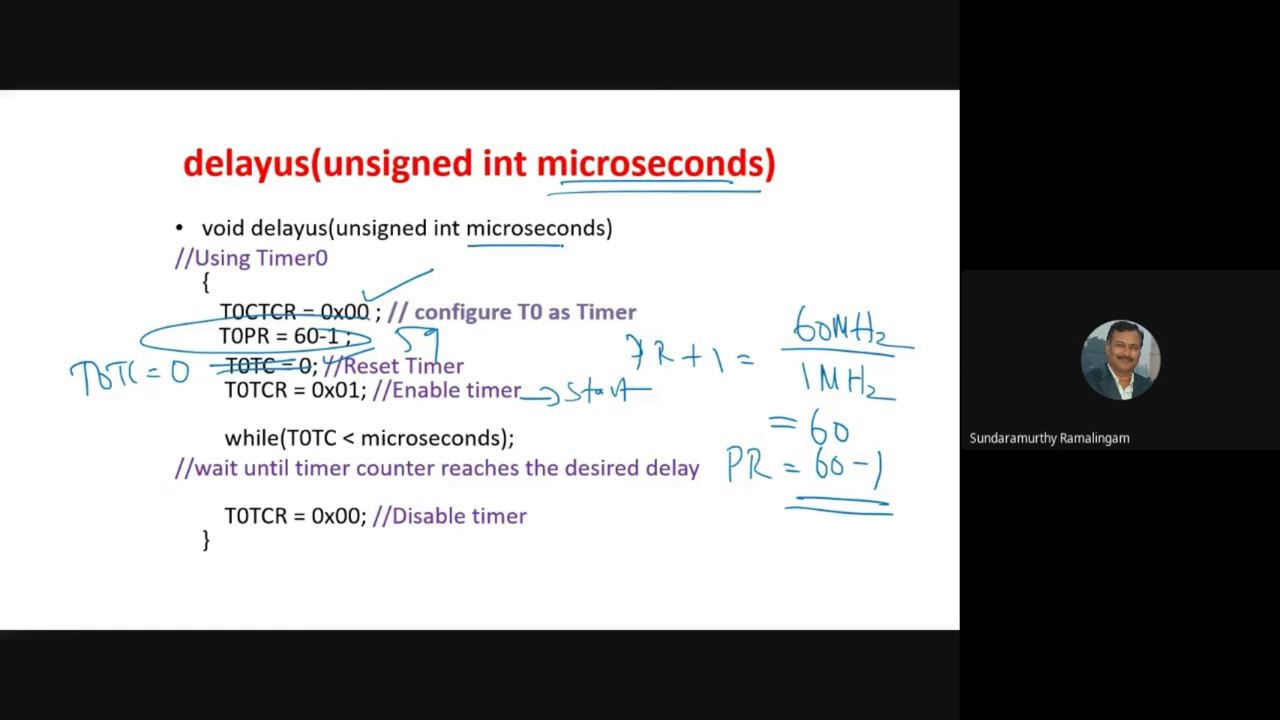 delayus(unsigned int microseconds)
• void delayus(unsigned int microseconds)
//Using Timer0
{
T0CTCR = 0x00 ; // configure T0 as Timer
T0PR = 60-1 ;
59
T0TC = 0
T0TC = 0; //Reset Timer
T0TCR = 0x01; //Enable timer
→ Start
while(T0TC < microseconds);
//wait until timer counter reaches the desired delay
T0TCR = 0x00; //Disable timer
}
PR + 1 = 60MHz
1MHz
= 60
PR = 60 - 1
Sundaramurthy Ramalingam